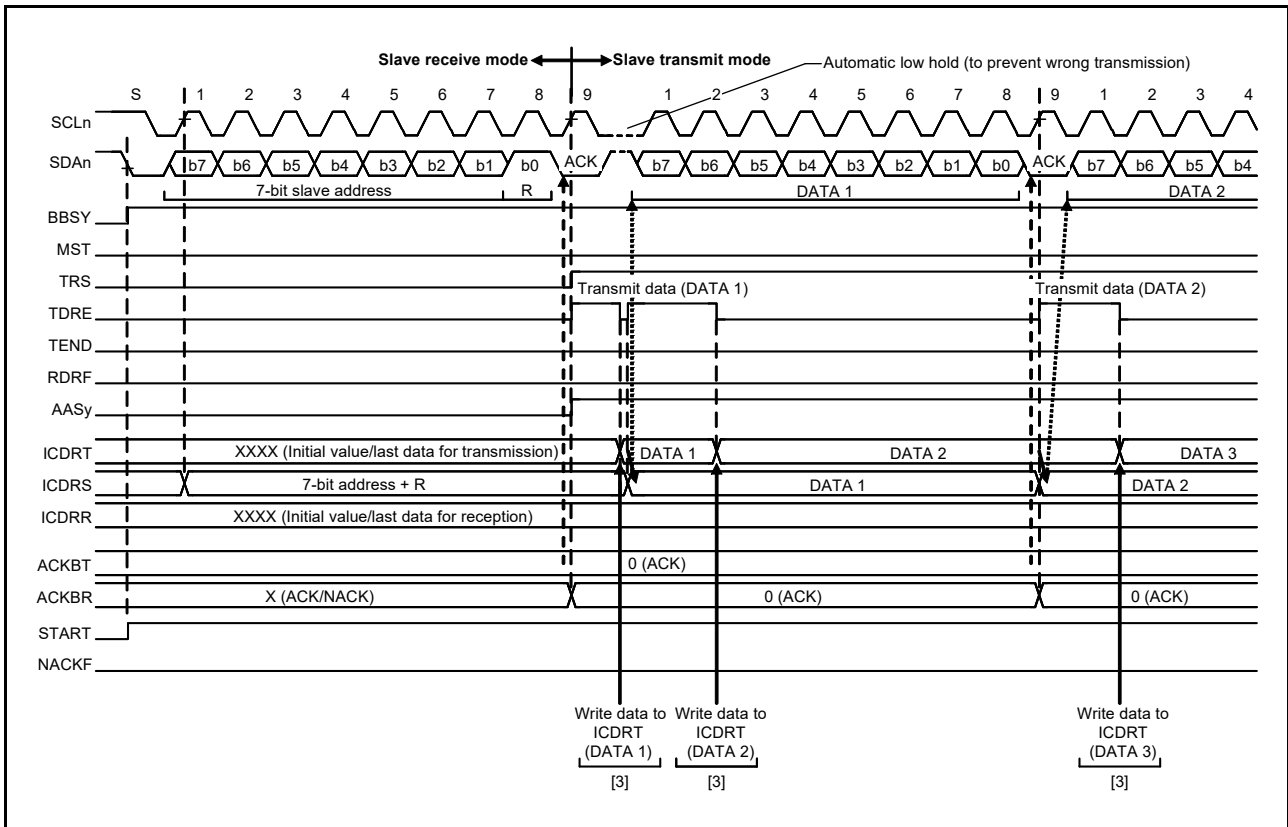 Slave receive mode Slave transmit mode
Automatic low hold (to prevent wrong transmission)
S 1 2 3 4 5 6 7 8 9 1 2 3 4 5 6 7 8 9 1 2 3 4
SCLn
SDAn b7 b6 b5 b4 b3 b2 b1 b0 ACK b7 b6 b5 b4 b3 b2 b1 b0 ACK b7 b6 b5 b4
7-bit slave address R DATA 1 DATA 2
BBSY
MST
TRS
Transmit data (DATA 1) Transmit data (DATA 2)
TDRE
TEND
RDRF
AASy
ICDRT XXXX (Initial value/last data for transmission) DATA 1 DATA 2 DATA 3
ICDRS 7-bit address + R DATA 1 DATA 2
ICDRR XXXX (Initial value/last data for reception)
ACKBT 0 (ACK)
ACKBR X (ACK/NACK) 0 (ACK) 0 (ACK)
START
NACKF
Write data to Write data to Write data to
ICDRT ICDRT ICDRT
(DATA 1) (DATA 2) (DATA 3)
[3] [3] [3]